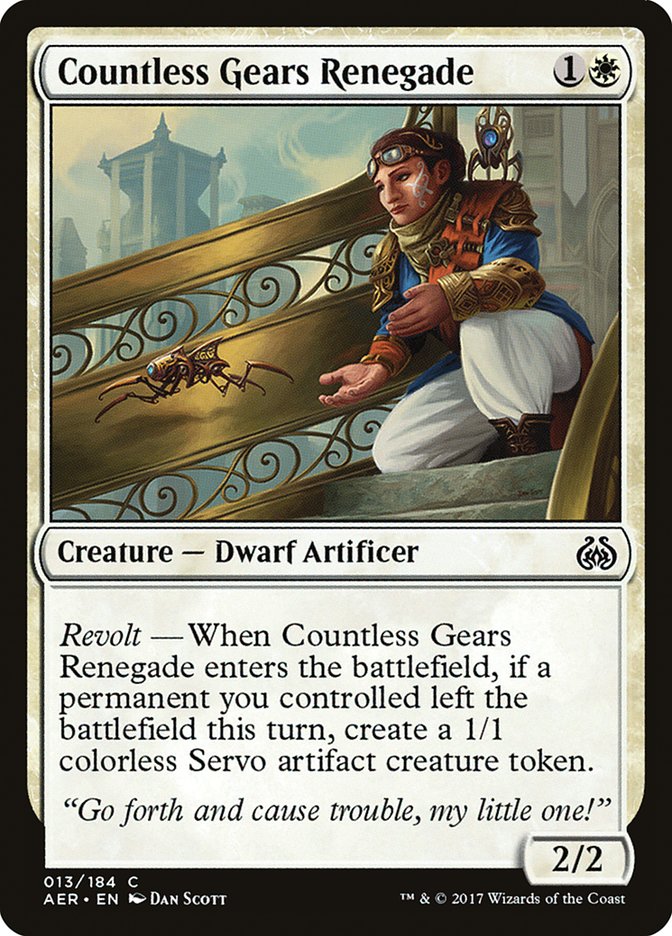 Countless Gears Renegade 1
Creature — Dwarf Artificer
Revolt — When Countless Gears
Renegade enters the battlefield, if a
permanent you controlled left the
battlefield this turn, create a 1/1
colorless Servo artifact creature token.
“Go forth and cause trouble, my little one!”
2/2
013/184 C
AER • EN Dan Scott
™ & © 2017 Wizards of the Coast